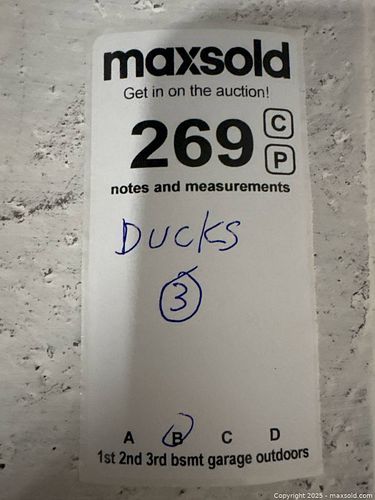 maxsold
Get in on the auction!
269 C
P
notes and measurements
DUCKS
3
A B C D
1st 2nd 3rd bsmt garage outdoors
Copyright 2025 - maxsold.com